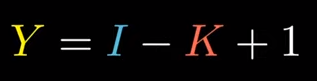 Y = I − K + 1